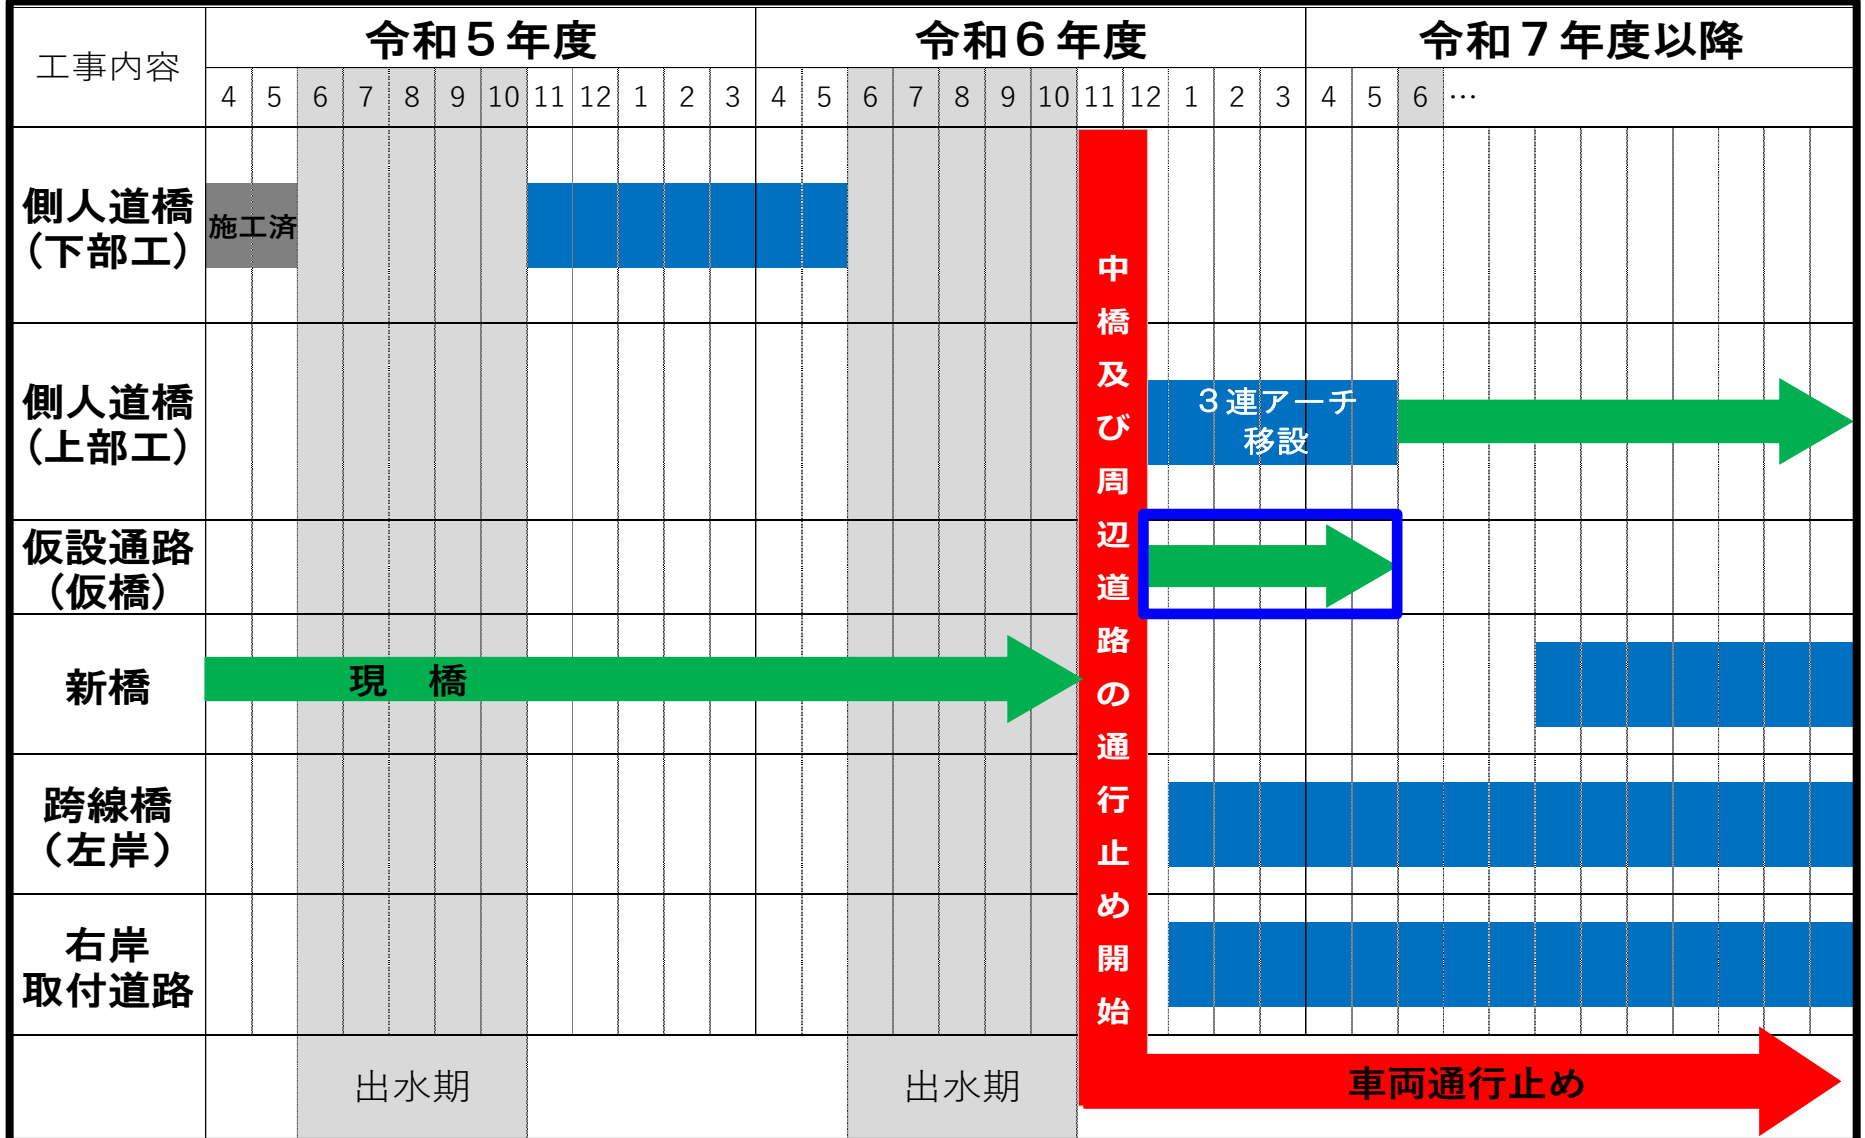 工事内容
令和５年度
令和６年度
令和７年度以降
4 5 6 7 8 9 10 11 12 1 2 3 4 5 6 7 8 9 10 11 12 1 2 3 4 5 6 …
側人道橋
（下部工）
施工済
側人道橋
（上部工）
３連アーチ
移設
仮設通路
（仮橋）
新橋
現　橋
跨線橋
（左岸）
右岸
取付道路
中橋及び周辺道路の通行止め開始
出水期
出水期
車両通行止め